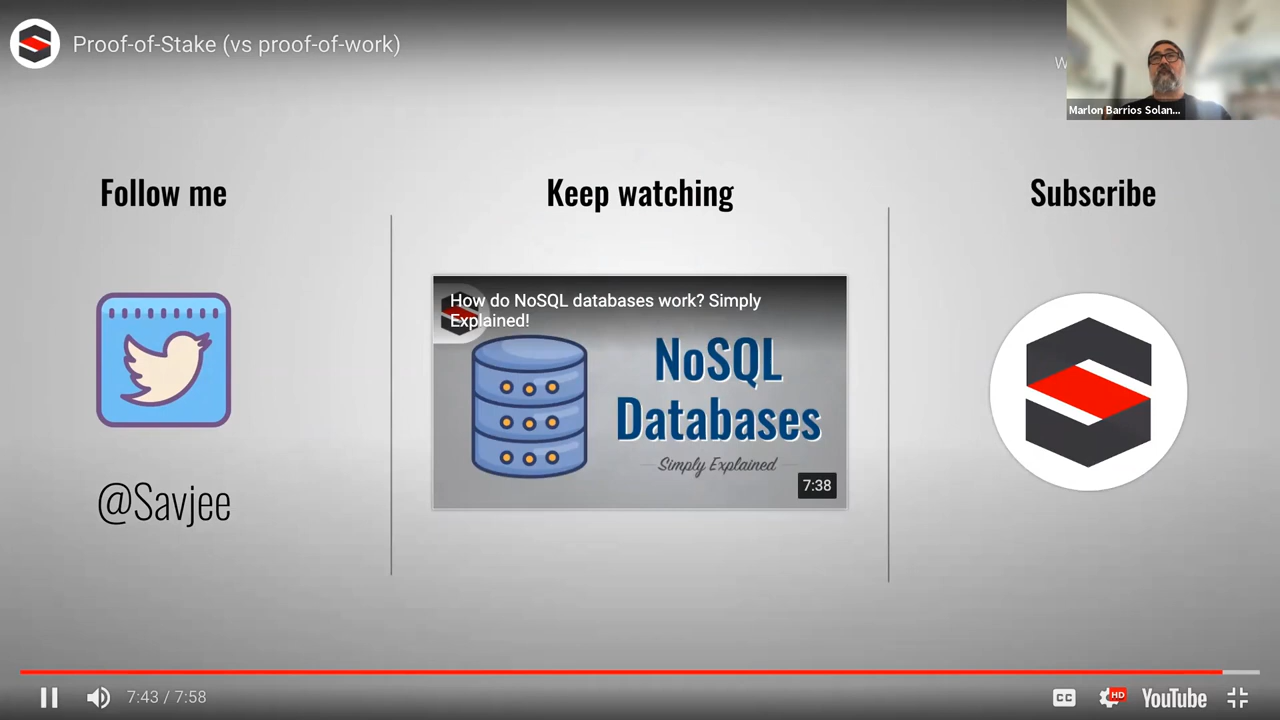 Proof-of-Stake (vs proof-of-work)
W
Marlon Barrios Solan...
Follow me
Keep watching
Subscribe
How do NoSQL databases work? Simply
Explained!
NoSQL
Databases
Simply Explained
7:38
@Savjee
7:43 / 7:58
CC
HD
YouTube